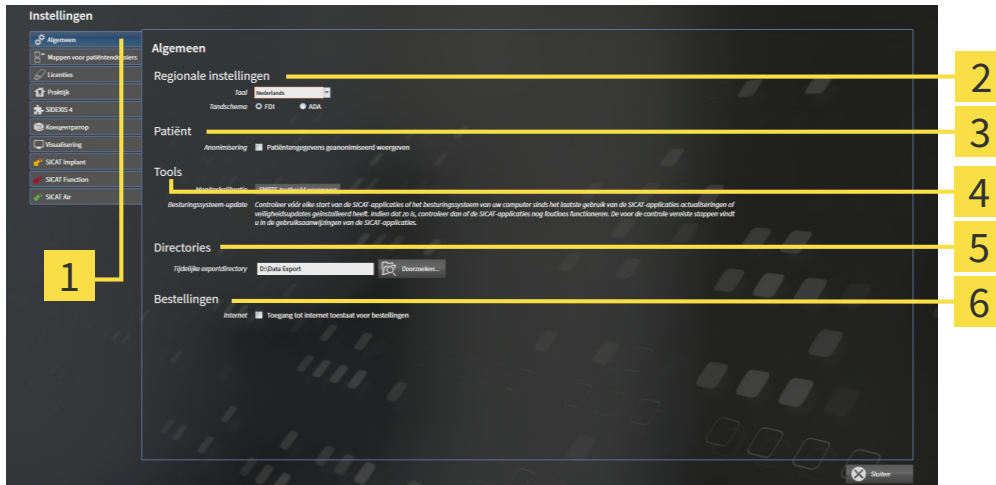 Instellingen
Algemeen
Mappen voor patiëntendossiers
Licenties
Praktijk
SIDEXIS 4
Концентратор
Visualisering
SICAT Implant
SICAT Function
SICAT Air
1
Algemeen
Regionale instellingen
Taal Nederlands
Tandschema FDI ADA
Patiënt
Anonimisering Patiëntengegevens geanonimiseerd weergeven
Tools
Besturingssysteem-update Controleer vóór elke start van de SICAT-applicaties of het besturingssysteem van uw computer sinds het laatste gebruik van de SICAT-applicaties actualiseringen of
veiligheidsupdates geïnstalleerd heeft. Indien dat zo is, controleer dan of de SICAT-applicaties nog foutloos functioneren. De voor de controle vereiste stappen vindt
u in de gebruiksaanwijzingen van de SICAT-applicaties.
Directories
Tijdelijke exportdirectory D:\Data Export Doorzoeken...
Bestellingen
Internet Toegang tot internet toestaat voor bestellingen
Sluiten
2
3
4
5
6